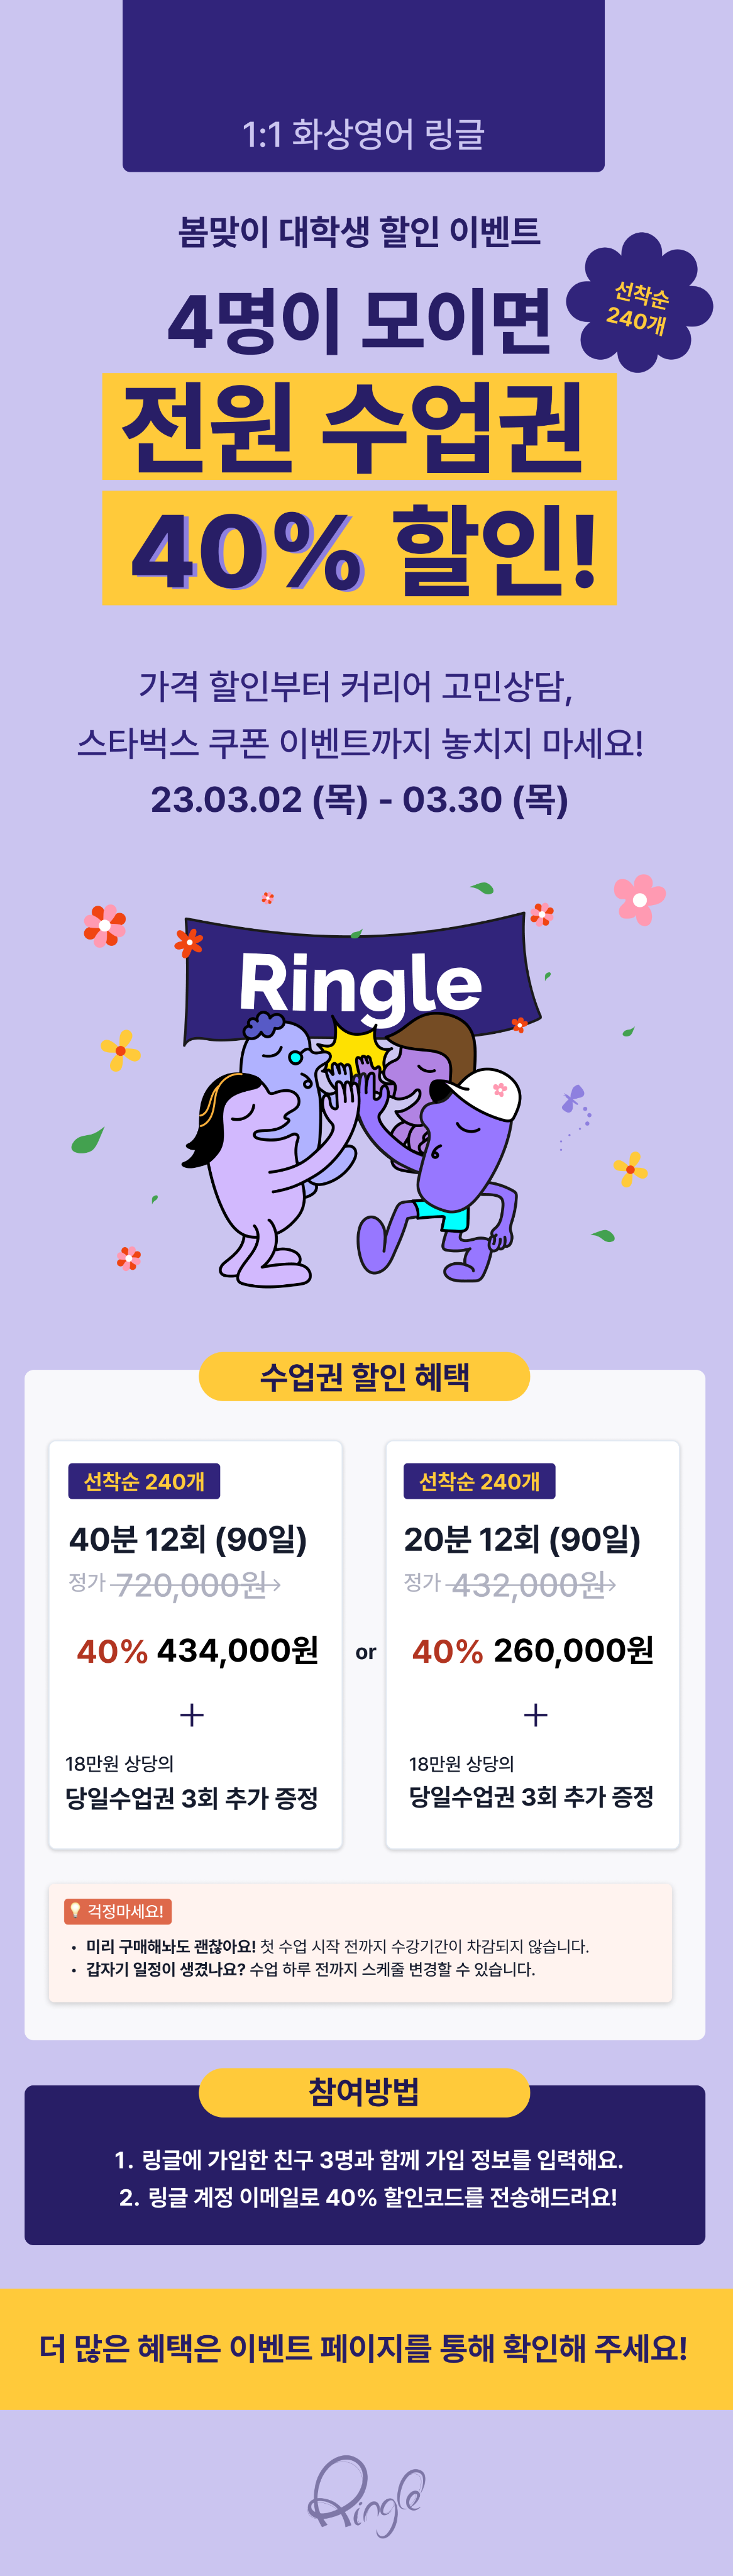 1:1 화상영어 링글
봄맞이 대학생 할인 이벤트
4명이 모이면
선착순
240개
전원 수업권
40% 할인!
가격 할인부터 커리어 고민상담,
스타벅스 쿠폰 이벤트까지 놓치지 마세요!
23.03.02 (목) - 03.30 (목)
Ringle
수업권 할인 혜택
선착순 240개
40분 12회 (90일)
정가 720,000원→
40% 434,000원
+
18만원 상당의
당일수업권 3회 추가 증정
or
선착순 240개
20분 12회 (90일)
정가 432,000원→
40% 260,000원
+
18만원 상당의
당일수업권 3회 추가 증정
💡 걱정마세요!
• 미리 구매해놔도 괜찮아요! 첫 수업 시작 전까지 수강기간이 차감되지 않습니다.
• 갑자기 일정이 생겼나요? 수업 하루 전까지 스케줄 변경할 수 있습니다.
참여방법
1. 링글에 가입한 친구 3명과 함께 가입 정보를 입력해요.
2. 링글 계정 이메일로 40% 할인코드를 전송해드려요!
더 많은 혜택은 이벤트 페이지를 통해 확인해 주세요!
Ringle